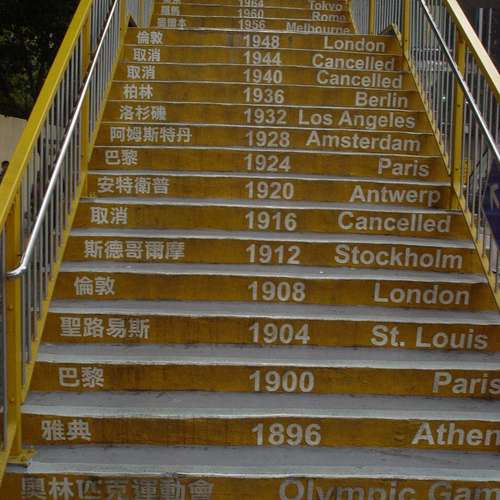 1964 Tokyo
羅馬 1960 Rome
墨爾本 1956 Melbourne
倫敦 1948 London
取消 1944 Cancelled
取消 1940 Cancelled
柏林 1936 Berlin
洛杉磯 1932 Los Angeles
阿姆斯特丹 1928 Amsterdam
巴黎 1924 Paris
安特衛普 1920 Antwerp
取消 1916 Cancelled
斯德哥爾摩 1912 Stockholm
倫敦 1908 London
聖路易斯 1904 St. Louis
巴黎 1900 Paris
雅典 1896 Athen
奧林匹克運動會 Olympic Gam